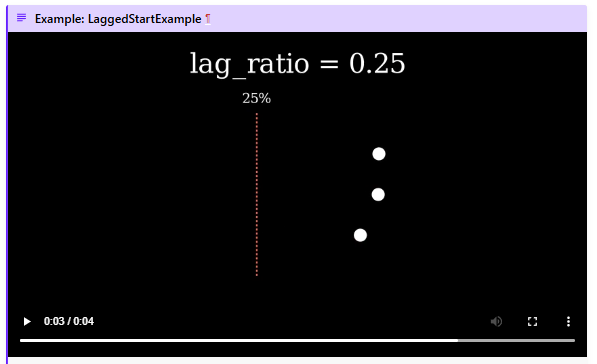 Example: LaggedStartExample ¶
lag_ratio = 0.25
25%
0:03 / 0:04